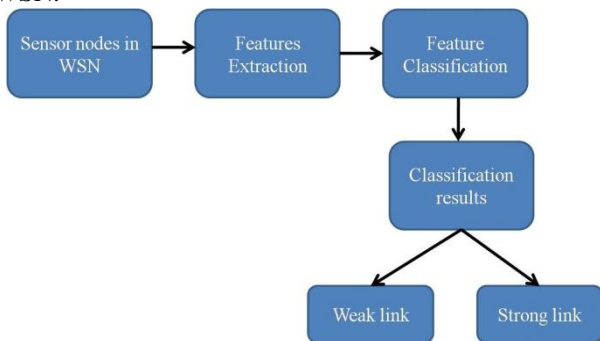 Sensor nodes in
WSN
Features
Extraction
Feature
Classification
Classification
results
Weak link
Strong link